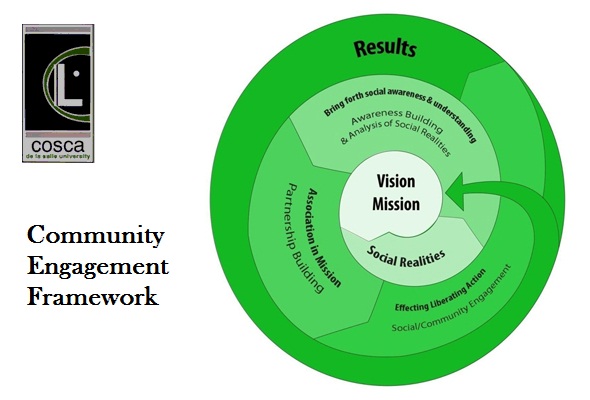 CL
cosca
de la salle university
Community
Engagement
Framework
Results
Bring forth social awareness & understanding
Awareness Building
& Analysis of Social Realities
Vision
Mission
Social Realities
Association in Mission
Partnership Building
Effecting Liberating Action
Social/Community Engagement